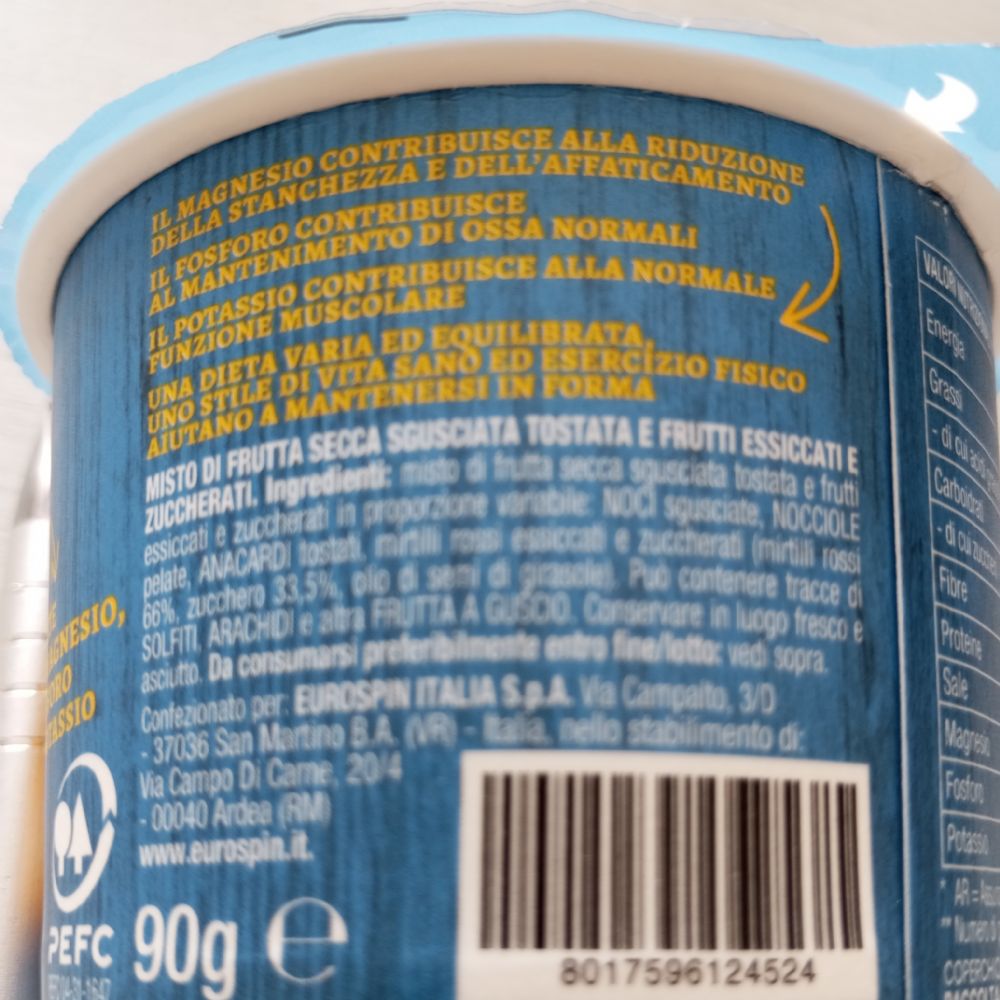 IL MAGNESIO CONTRIBUISCE ALLA RIDUZIONE
DELLA STANCHEZZA E DELL'AFFATICAMENTO
IL FOSFORO CONTRIBUISCE
AL MANTENIMENTO DI OSSA NORMALI
IL POTASSIO CONTRIBUISCE ALLA NORMALE
FUNZIONE MUSCOLARE
UNA DIETA VARIA ED EQUILIBRATA,
UNO STILE DI VITA SANO ED ESERCIZIO FISICO
AIUTANO A MANTENERSI IN FORMA
MISTO DI FRUTTA SECCA SGUSCIATA TOSTATA E FRUTTI ESSICCATI E
ZUCCHERATI. Ingredienti: misto di frutta secca sgusciata tostata e frutti
essiccati e zuccherati in proporzione variabile: NOCI sgusciate, NOCCIOLE
pelate, ANACARDI tostati, mirtilli rossi essiccati e zuccherati (mirtilli rossi
66%, zucchero 33,5%, olio di semi di girasole). Può contenere tracce di
SOLFITI, ARACHIDI e altra FRUTTA A GUSCIO. Conservare in luogo fresco e
asciutto. Da consumarsi preferibilmente entro fine/lotto: vedi sopra.
Confezionato per: EUROSPIN ITALIA S.p.A. Via Campalto, 3/D
- 37036 San Martino B.A. (VR) - Italia, nello stabilimento di:
Via Campo Di Carne, 20/4
- 00040 Ardea (RM)
www.eurospin.it.
90g e
8017596124524
PEFC
VALORI
Energia
Grassi
- di cui acidi
Carboidrati
- di cui zuccheri
Fibre
Proteine
Sale
Magnesio
Fosforo
Potassio
* AR =
** Numero